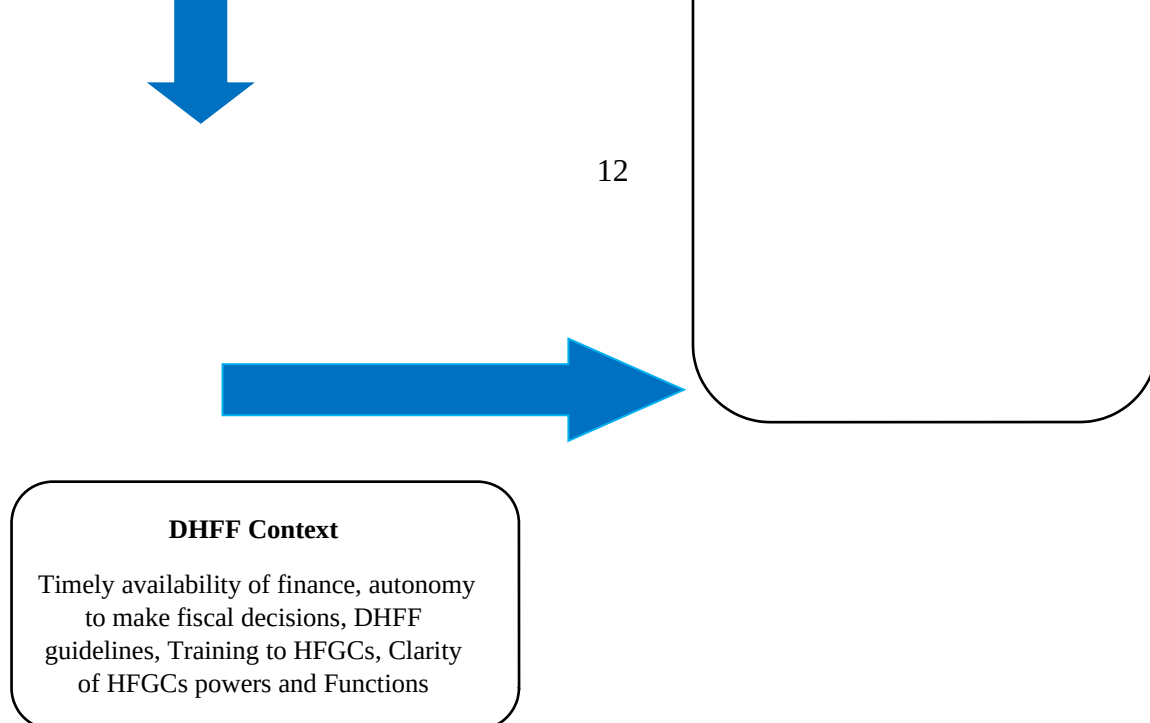 12
DHFF Context
Timely availability of finance, autonomy
to make fiscal decisions, DHFF
guidelines, Training to HFGCs, Clarity
of HFGCs powers and Functions